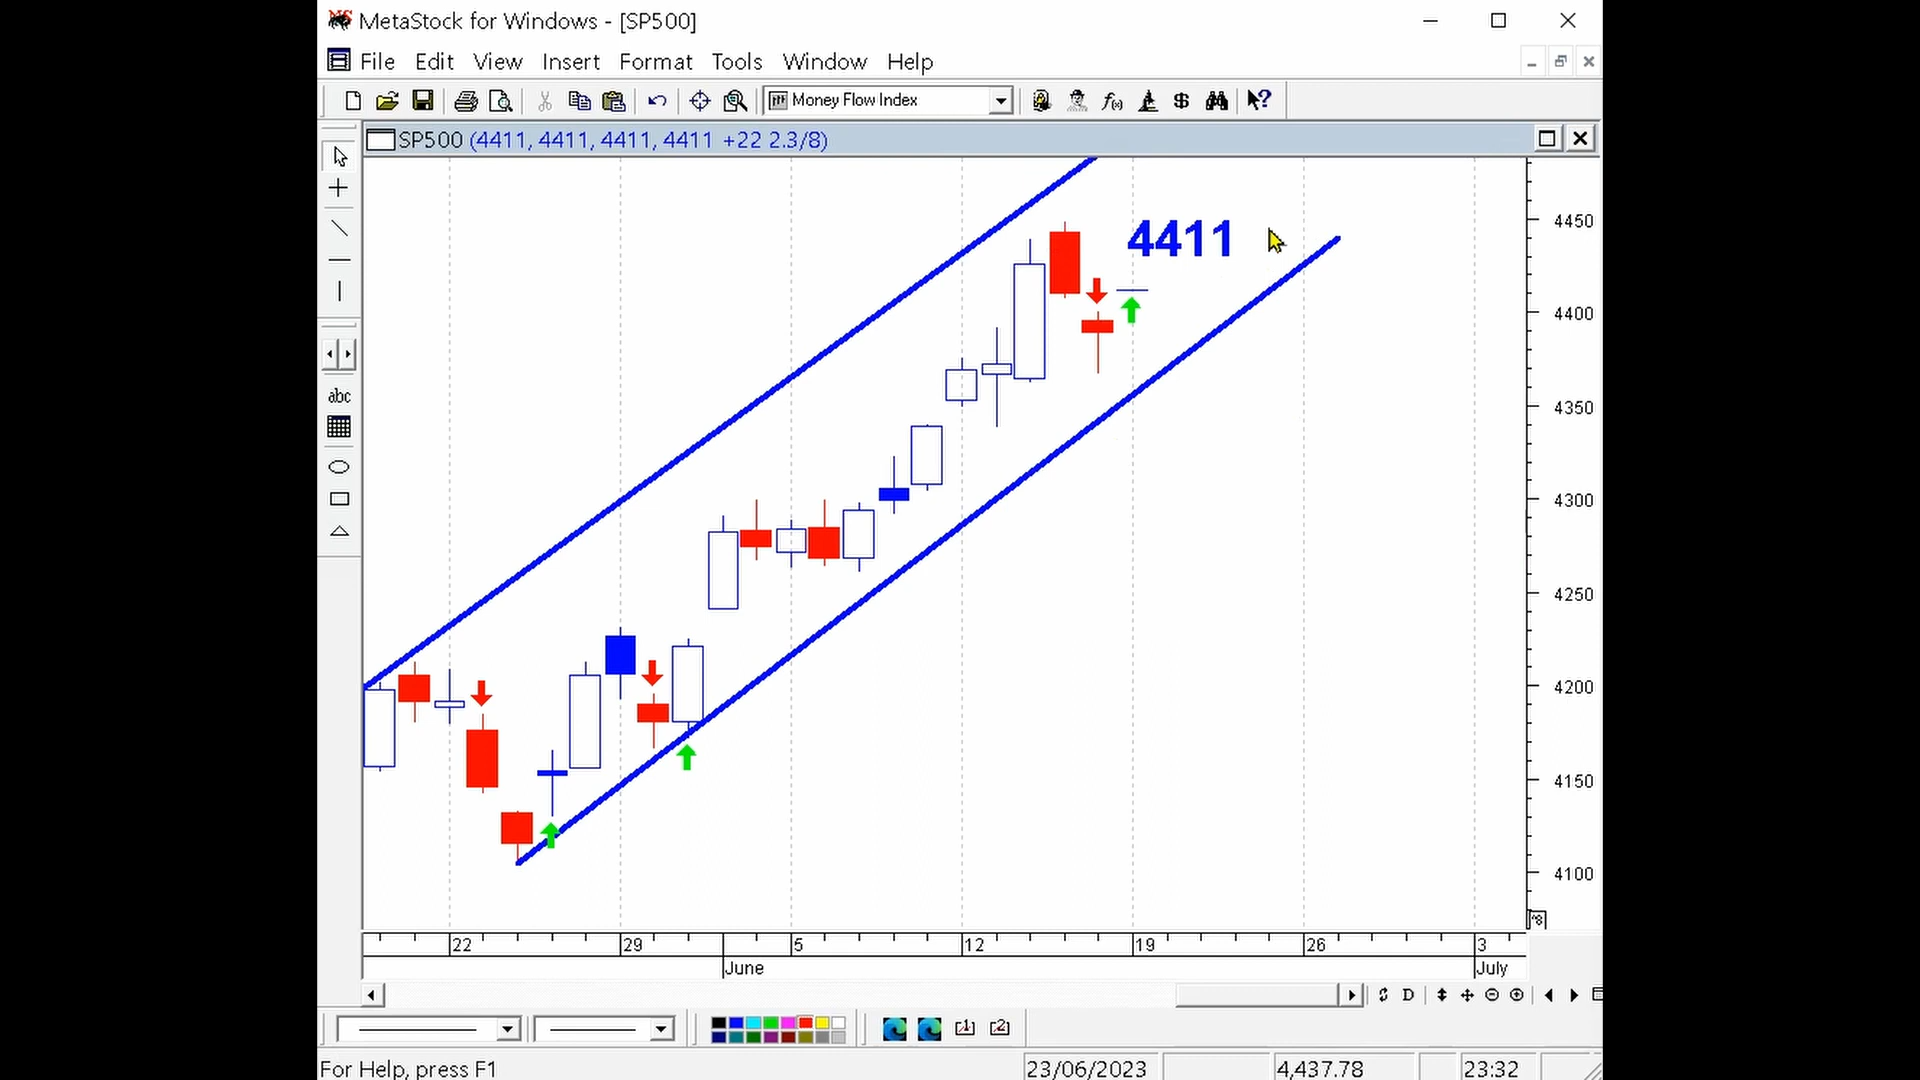 MetaStock for Windows - [SP500]
File Edit View Insert Format Tools Window Help
Money Flow Index
f(x) $ ?
SP500 (4411, 4411, 4411, 4411 +22 2.3/8)
4411
4450
4400
4350
4300
4250
4200
4150
4100
abc
22 29 5 12 19 26 3
June July
D
1 2
For Help, press F1 23/06/2023 4,437.78 23:32